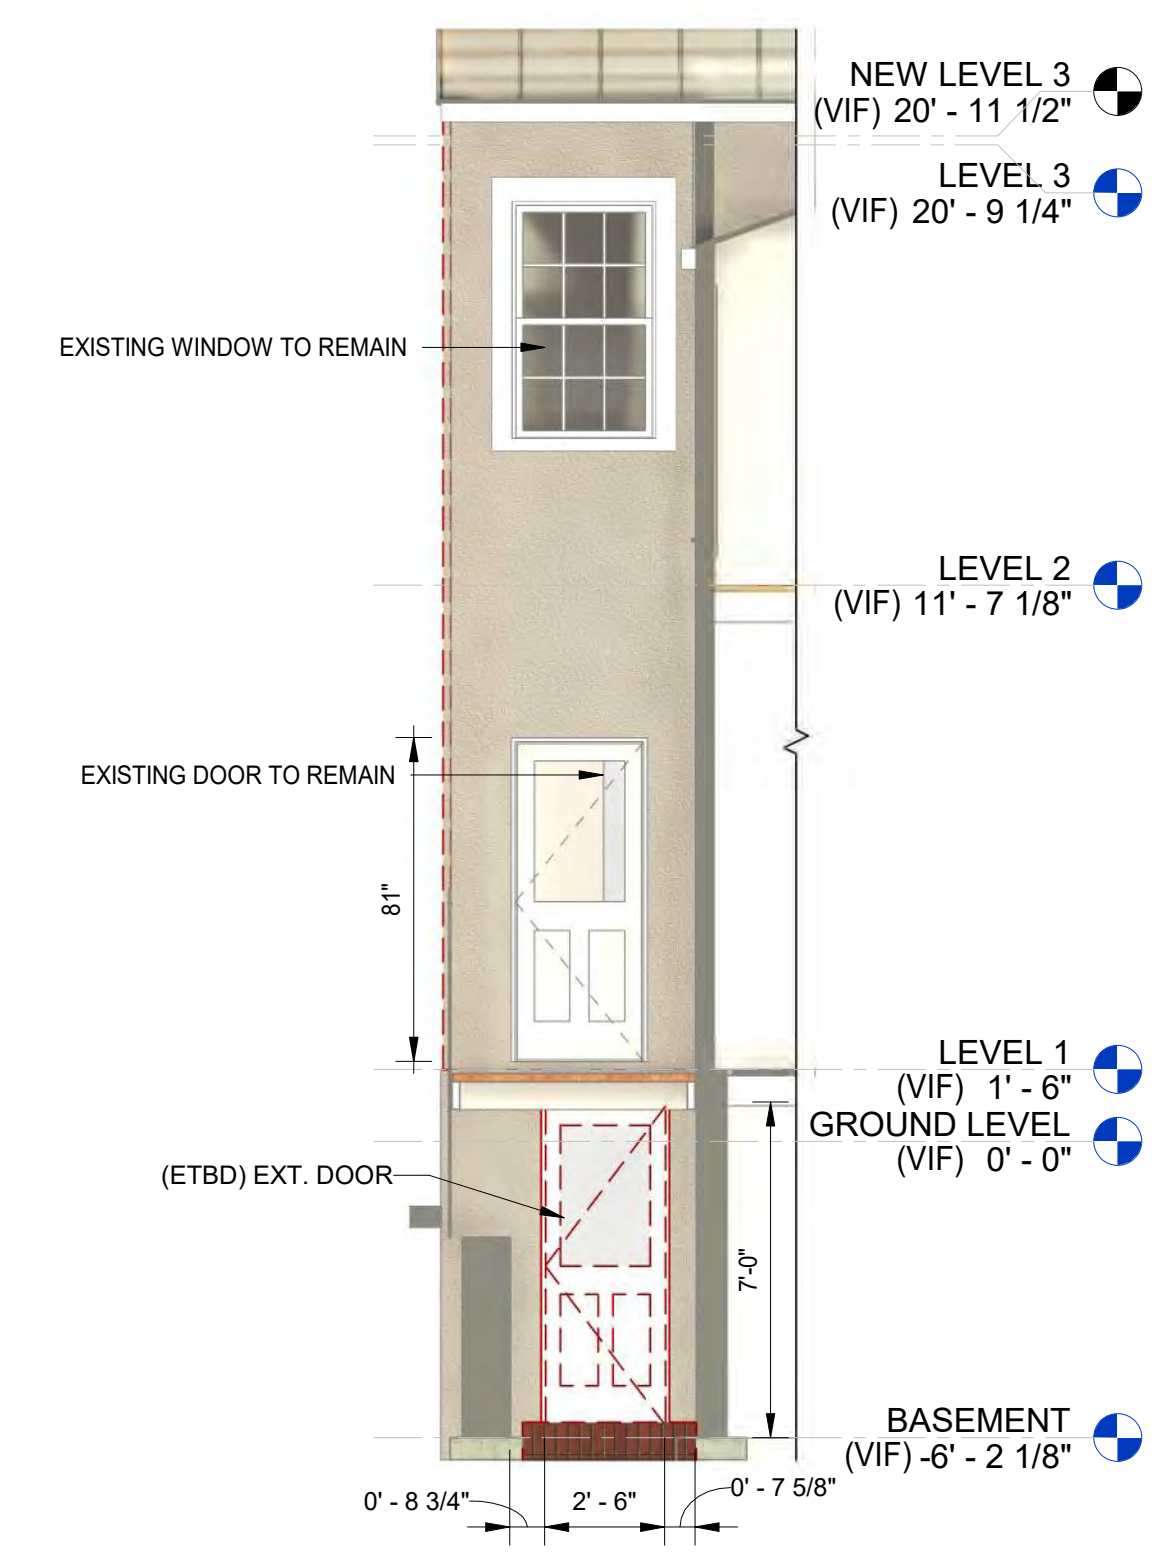 NEW LEVEL 3
(VIF) 20' - 11 1/2"
LEVEL 3
(VIF) 20' - 9 1/4"
EXISTING WINDOW TO REMAIN
LEVEL 2
(VIF) 11' - 7 1/8"
EXISTING DOOR TO REMAIN
81"
LEVEL 1
(VIF) 1' - 6"
GROUND LEVEL
(VIF) 0' - 0"
(ETBD) EXT. DOOR
7'-0"
BASEMENT
(VIF) -6' - 2 1/8"
0' - 8 3/4"
2' - 6"
0' - 7 5/8"